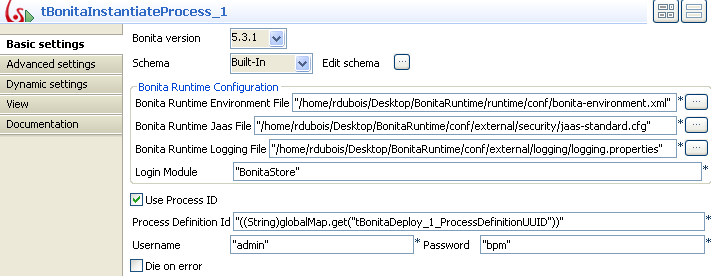 tBonitaInstantiateProcess_1
Basic settings
Advanced settings
Dynamic settings
View
Documentation
Bonita version 5.3.1
Schema Built-In Edit schema ...
Bonita Runtime Configuration
Bonita Runtime Environment File "/home/rdubois/Desktop/BonitaRuntime/runtime/conf/bonita-environment.xml" * ...
Bonita Runtime Jaas File "/home/rdubois/Desktop/BonitaRuntime/conf/external/security/jaas-standard.cfg" * ...
Bonita Runtime Logging File "/home/rdubois/Desktop/BonitaRuntime/conf/external/logging/logging.properties" * ...
Login Module "BonitaStore" *
Use Process ID
Process Definition Id "((String)globalMap.get("tBonitaDeploy_1_ProcessDefinitionUUID"))" *
Username "admin" * Password "bpm" *
Die on error